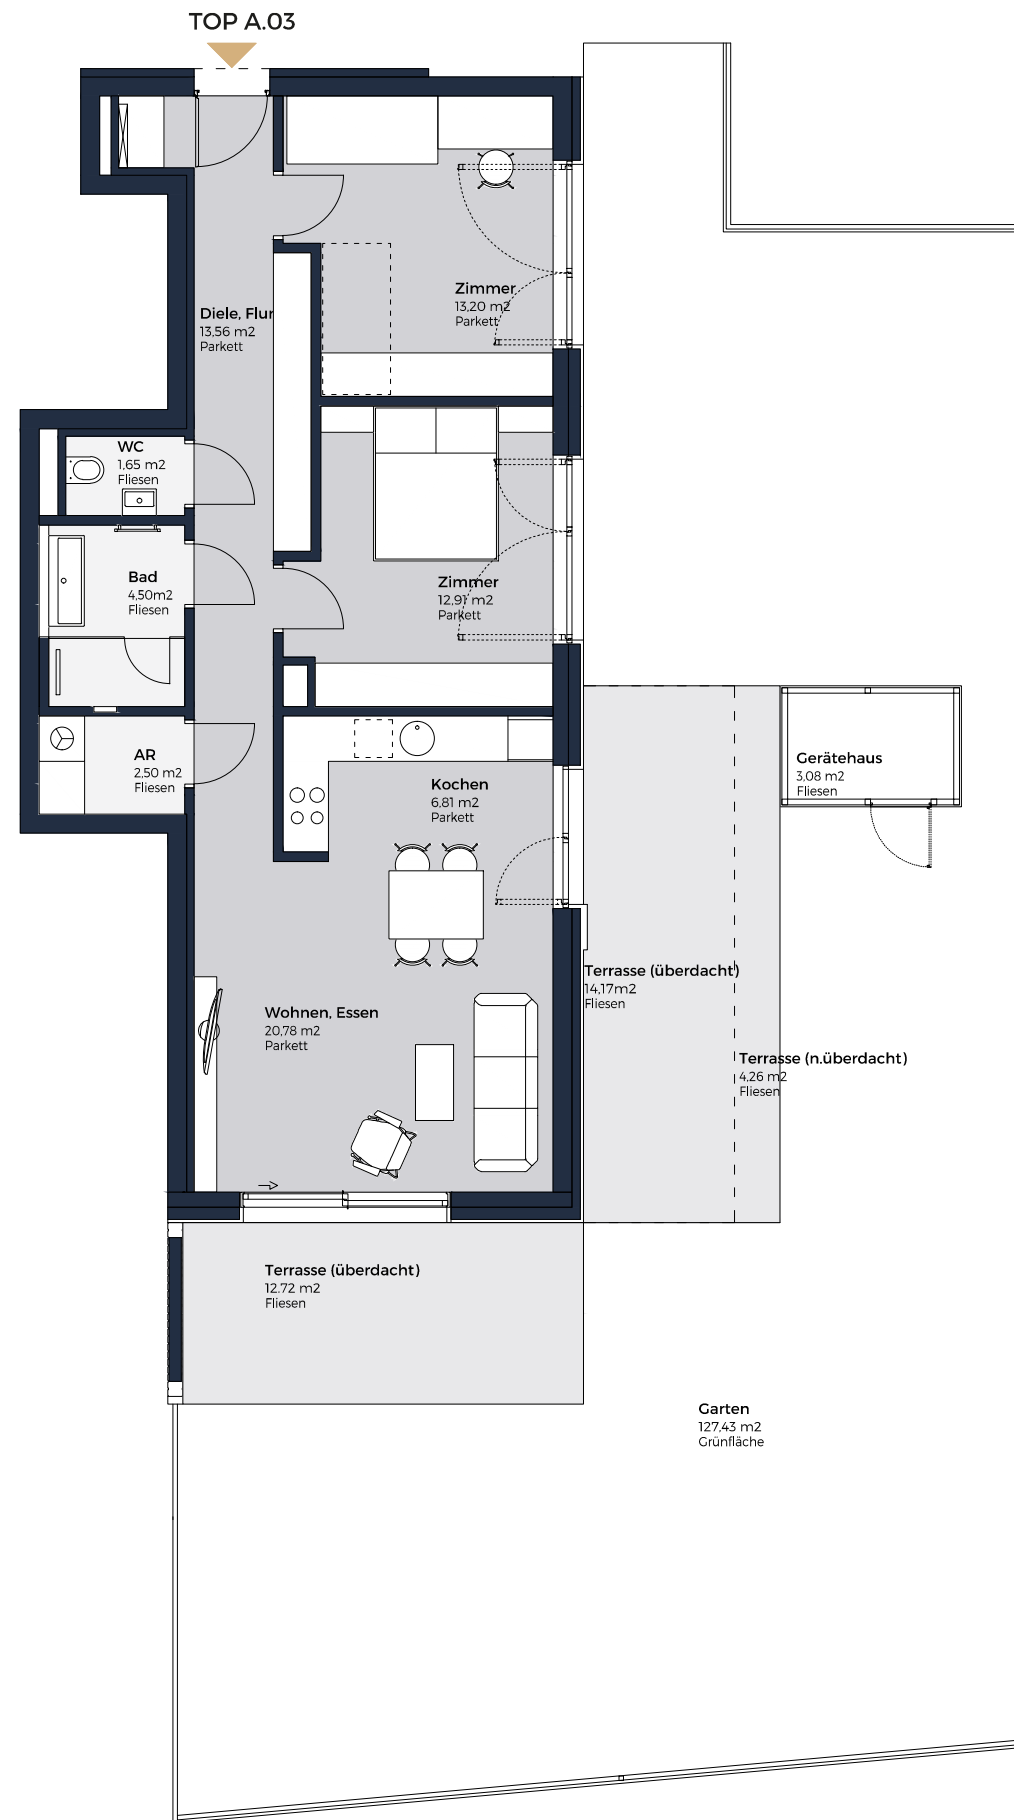 TOP A.03
Zimmer
13,20 m2
Parkett
Diele, Flur
13,56 m2
Parkett
WC
1,65 m2
Fliesen
Bad
4,50m2
Fliesen
Zimmer
12,91 m2
Parkett
AR
2,50 m2
Fliesen
Kochen
6,81 m2
Parkett
Gerätehaus
3,08 m2
Fliesen
Terrasse (überdacht)
14,17m2
Fliesen
Wohnen, Essen
20,78 m2
Parkett
Terrasse (n.überdacht)
4,26 m2
Fliesen
Terrasse (überdacht)
12.72 m2
Fliesen
Garten
127,43 m2
Grünfläche